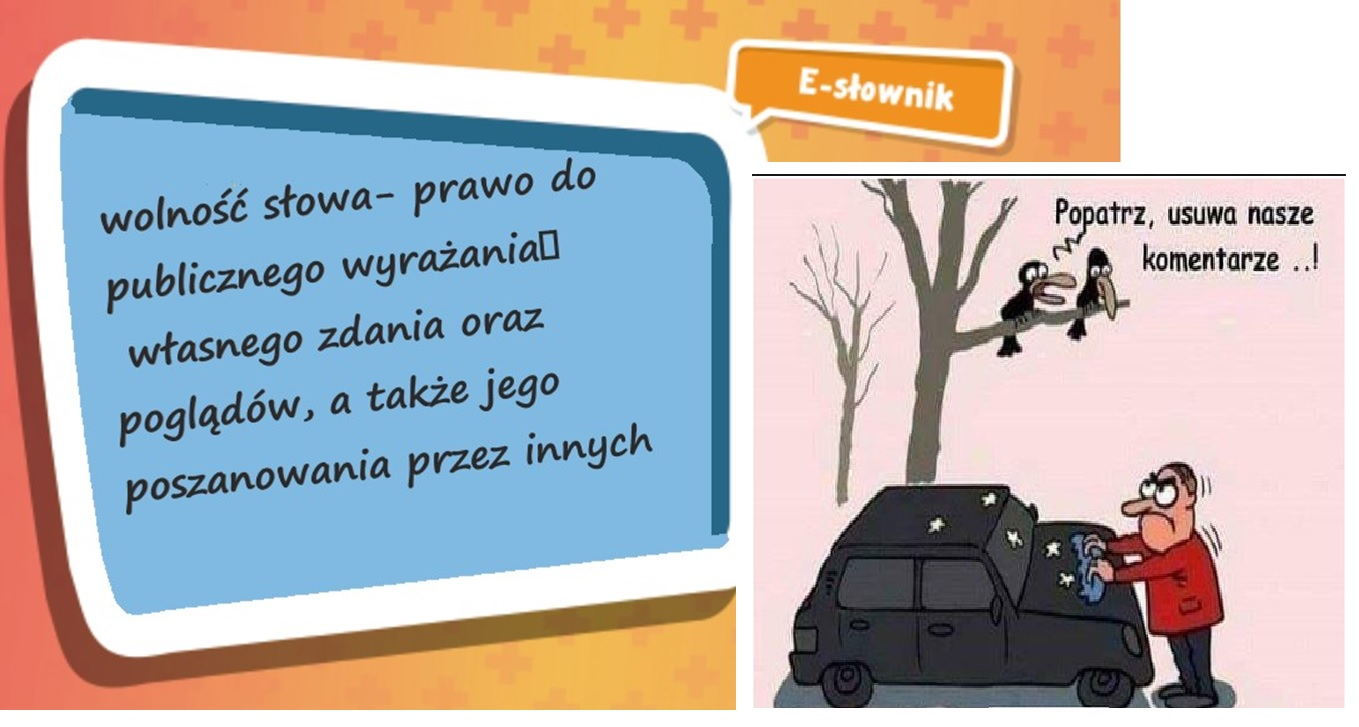 E-słownik
wolność słowa- prawo do
publicznego wyrażania
własnego zdania oraz
poglądów, a także jego
poszanowania przez innych
Popatrz, usuwa nasze
komentarze ..!